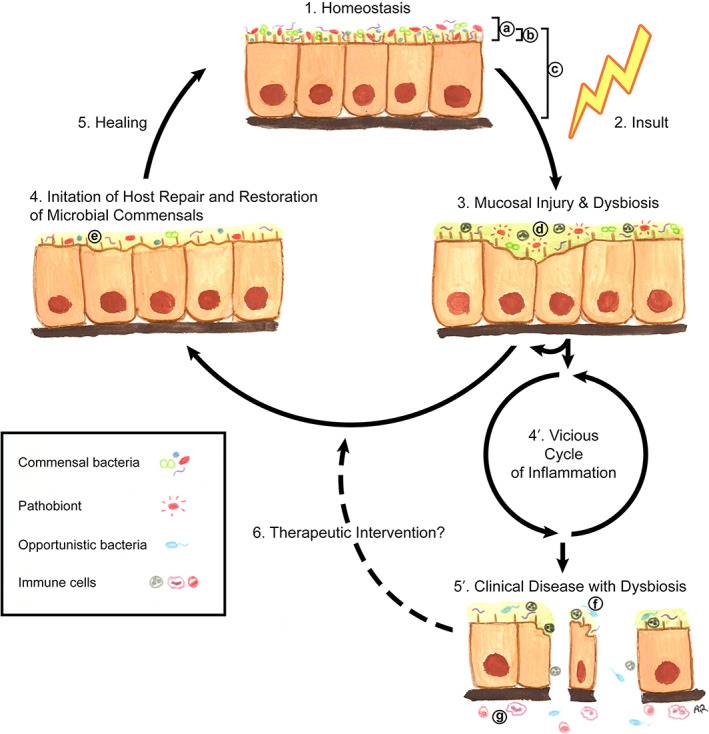 1. Homeostasis
a
b
c
2. Insult
5. Healing
4. Initation of Host Repair and Restoration
of Microbial Commensals
e
3. Mucosal Injury & Dysbiosis
d
4′. Vicious
Cycle
of Inflammation
Commensal bacteria
Pathobiont
Opportunistic bacteria
Immune cells
6. Therapeutic Intervention?
5′. Clinical Disease with Dysbiosis
f
g